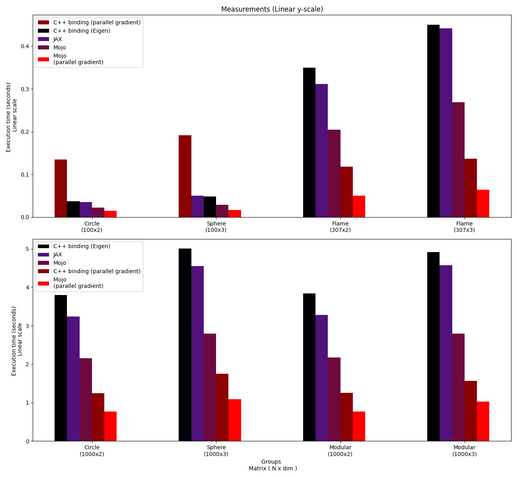 Measurements (Linear y-scale)
C++ binding (parallel gradient)
C++ binding (Eigen)
JAX
Mojo
Mojo
(parallel gradient)
Execution time (seconds)
Linear scale
0.4
0.3
0.2
0.1
0.0
Circle
(100x2)
Sphere
(100x3)
Flame
(307x2)
Flame
(307x3)
C++ binding (Eigen)
JAX
Mojo
C++ binding (parallel gradient)
Mojo
(parallel gradient)
Execution time (seconds)
Linear scale
5
4
3
2
1
0
Circle
(1000x2)
Sphere
(1000x3)
Modular
(1000x2)
Modular
(1000x3)
Groups
Matrix ( N x dim )